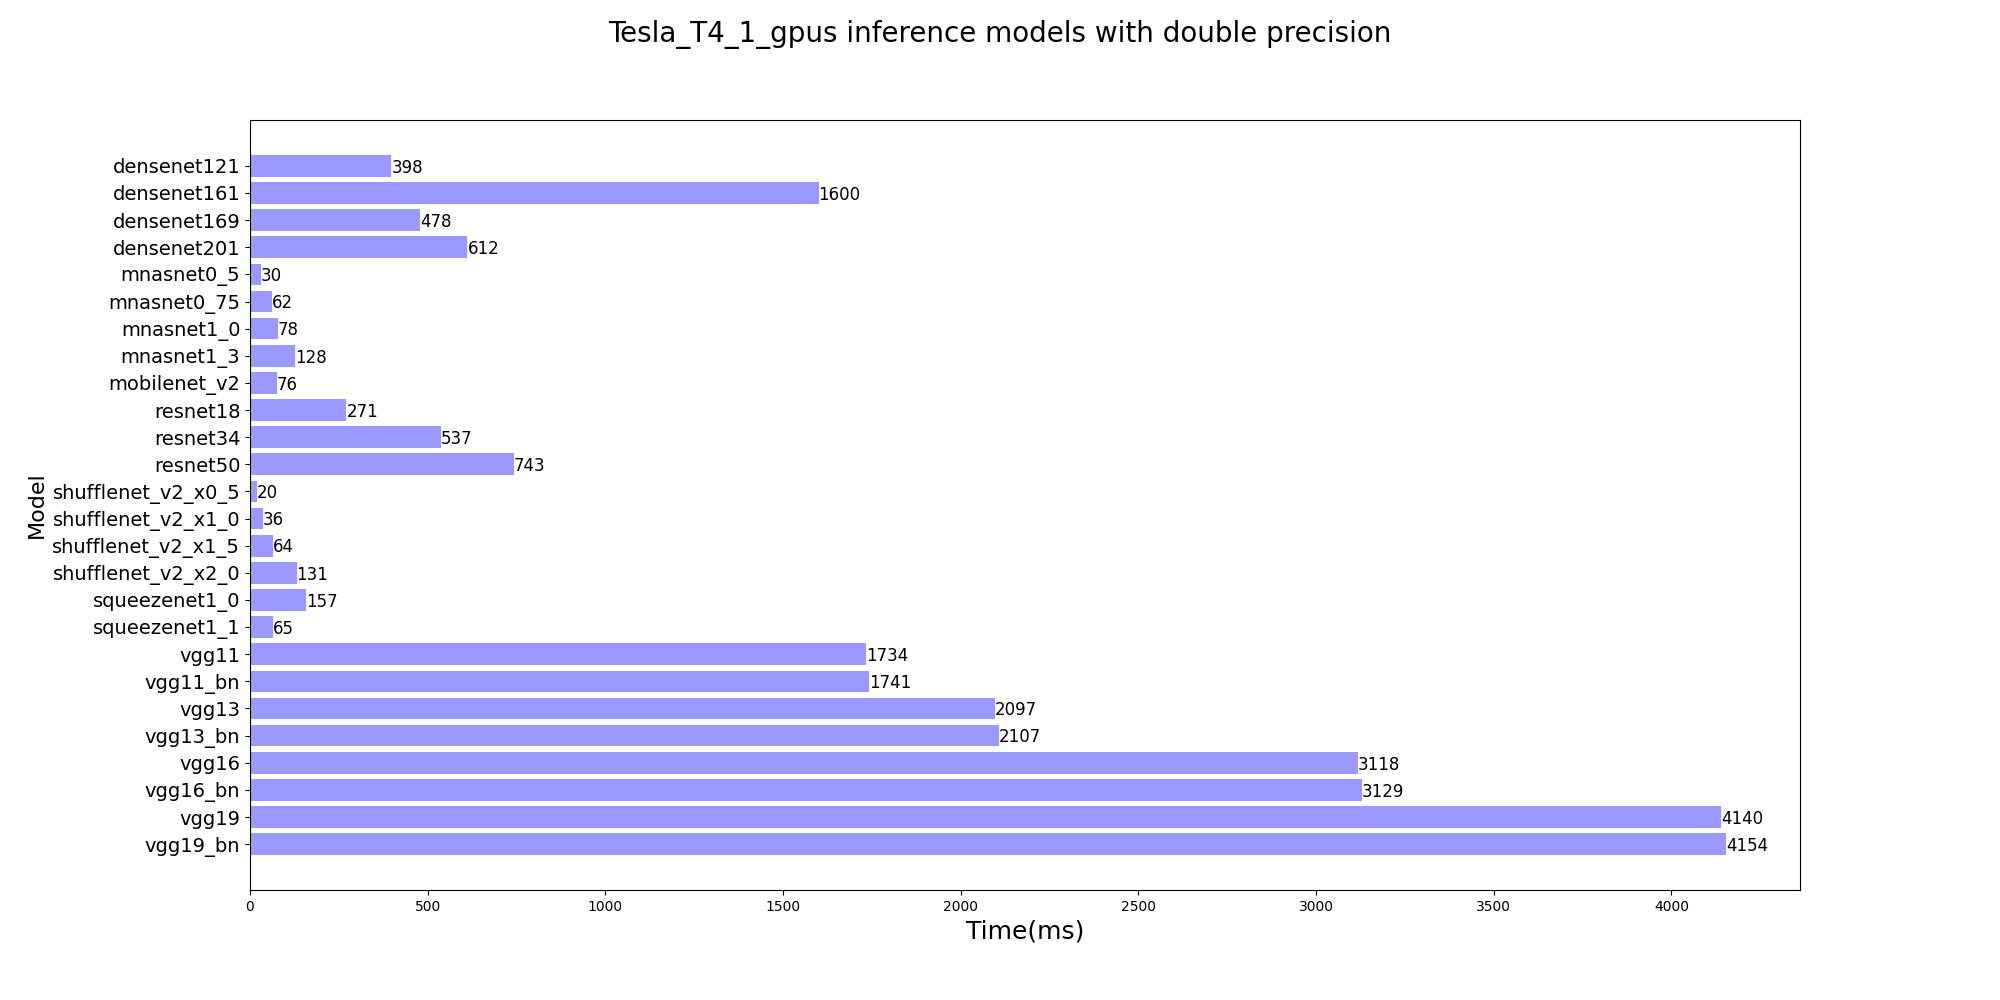 Tesla_T4_1_gpus inference models with double precision
densenet121 398
densenet161 1600
densenet169 478
densenet201 612
mnasnet0_5 30
mnasnet0_75 62
mnasnet1_0 78
mnasnet1_3 128
mobilenet_v2 76
resnet18 271
resnet34 537
resnet50 743
shufflenet_v2_x0_5 20
shufflenet_v2_x1_0 36
shufflenet_v2_x1_5 64
shufflenet_v2_x2_0 131
squeezenet1_0 157
squeezenet1_1 65
vgg11 1734
vgg11_bn 1741
vgg13 2097
vgg13_bn 2107
vgg16 3118
vgg16_bn 3129
vgg19 4140
vgg19_bn 4154
Model
0 500 1000 1500 2000 2500 3000 3500 4000
Time(ms)